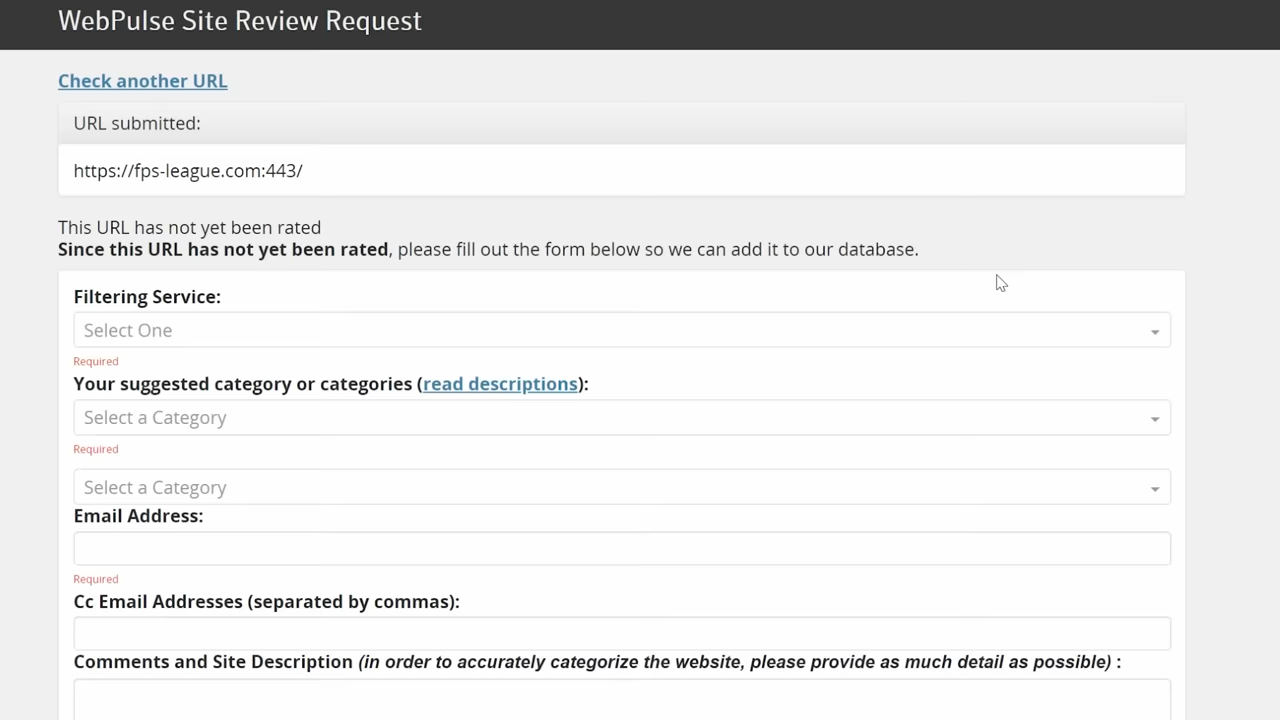 WebPulse Site Review Request
Check another URL
URL submitted:
https://fps-league.com:443/
This URL has not yet been rated
Since this URL has not yet been rated, please fill out the form below so we can add it to our database.
Filtering Service:
Select One
Required
Your suggested category or categories (read descriptions):
Select a Category
Required
Select a Category
Email Address:
Required
Cc Email Addresses (separated by commas):
Comments and Site Description (in order to accurately categorize the website, please provide as much detail as possible) :